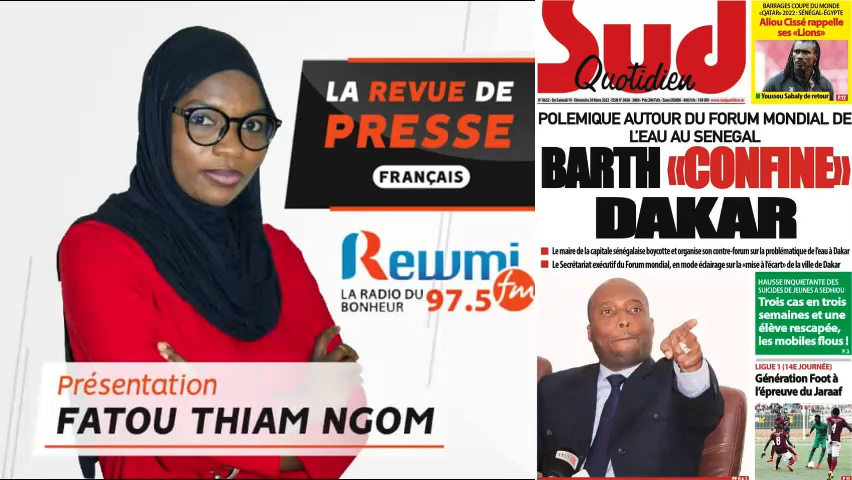 LA REVUE DE
PRESSE
FRANÇAIS
Rewmi
fm
LA RADIO DU
BONHEUR
97.5
Présentation
FATOU THIAM NGOM
Sud
Quotidien
BARRAGES COUPE DU MONDE
«QATAR» 2022 : SÉNÉGAL-ÉGYPTE
Aliou Cissé rappelle
ses «Lions»
Youssou Sabaly de retour
POLEMIQUE AUTOUR DU FORUM MONDIAL DE
L'EAU AU SENEGAL
BARTH «CONFINE»
DAKAR
Le maire de la capitale sénégalaise boycotte et organise son contre-forum sur la problématique de l'eau à Dakar
Le Secrétariat exécutif du Forum mondial, en mode éclairage sur la «mise à l'écart» de la ville de Dakar
HAUSSE INQUIETANTE DES
SUICIDES DE JEUNES A SEDHIOU
Trois cas en trois
semaines et une
élève rescapée,
les mobiles flous !
P. 3
LIGUE 1 (14E JOURNÉE)
Génération Foot à
l'épreuve du Jaraaf